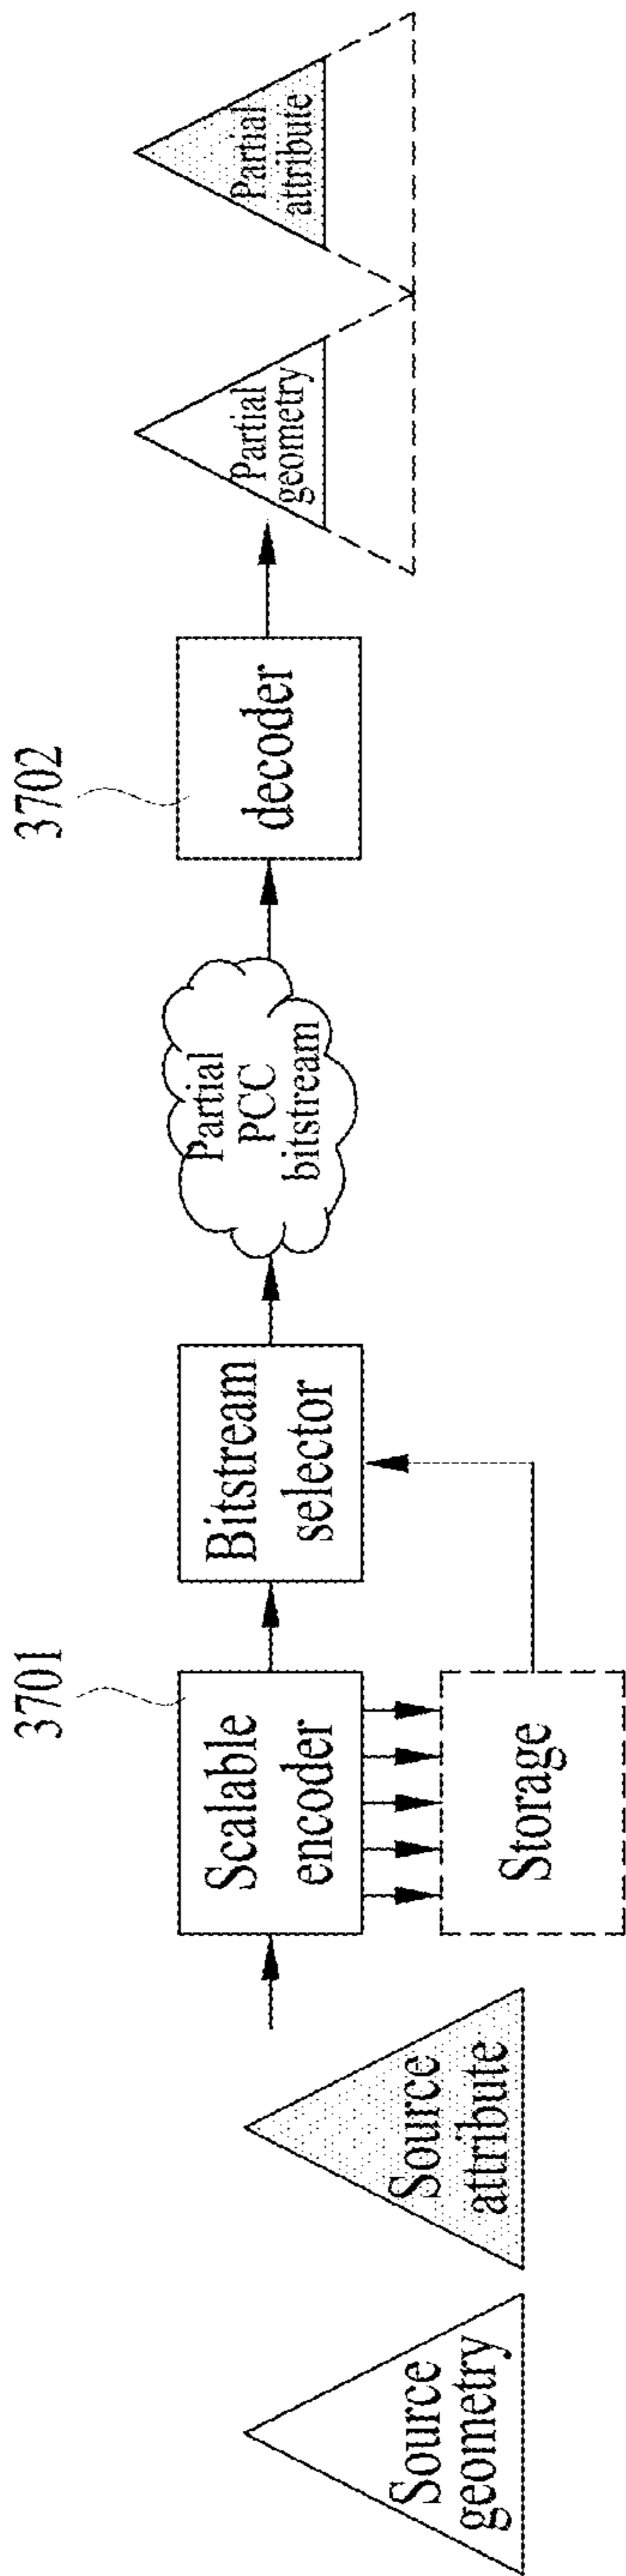 Source
geometry
Source
attribute
3701
Scalable
encoder
Storage
Bitstream
selector
Partial
PCC
bitstream
3702
decoder
Partial
geometry
Partial
attribute